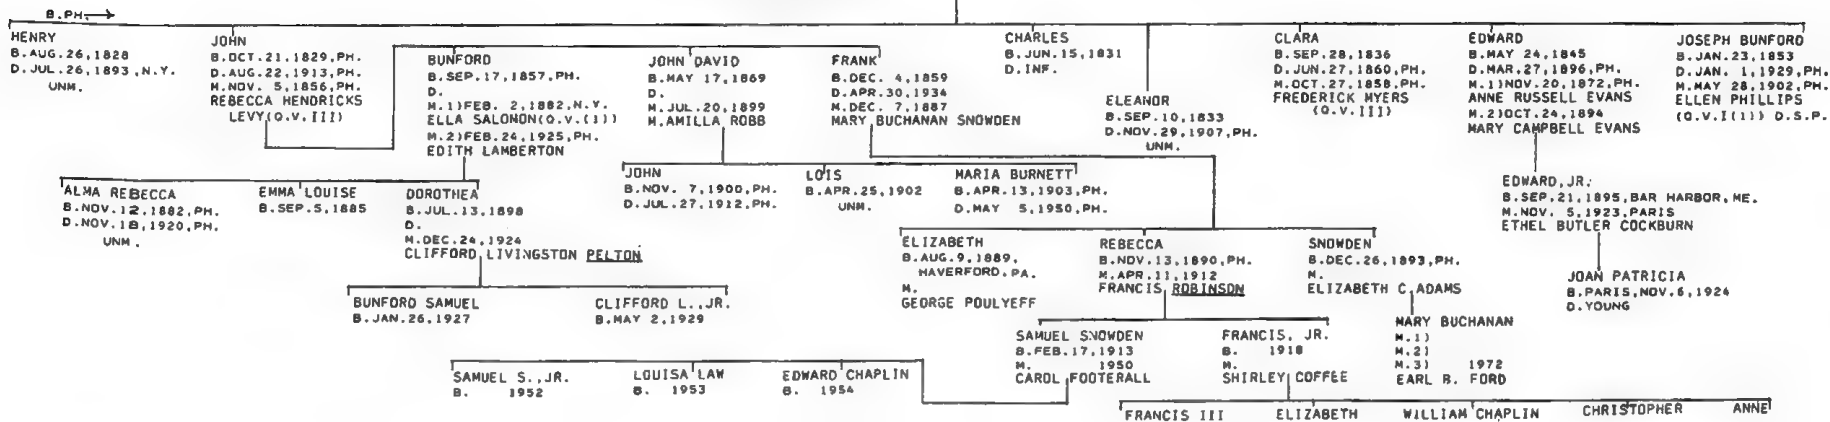 B.PH.
HENRY
B.AUG.26,1828
D.JUL.26,1893,N.Y.
UNM.
JOHN
B.OCT.21,1829,PH.
D.AUG.22,1913,PH.
M.NOV. 5,1856,PH.
REBECCA HENDRICKS
LEVY(Q.V.III)
BUNFORD
B.SEP.17,1857,PH.
D.
M.1)FEB. 2,1882,N.Y.
ELLA SALOMON(Q.V.(1))
M.2)FEB.24,1925,PH.
EDITH LAMBERTON
JOHN DAVID
B.MAY 17,1869
D.
M.JUL.20,1899
M.AMILLA ROBB
FRANK
B.DEC. 4,1859
D.APR.30,1934
M.DEC. 7,1887
MARY BUCHANAN SNOWDEN
CHARLES
B.JUN.15,1831
D.INF.
ELEANOR
B.SEP.10,1833
D.NOV.29,1907,PH.
UNM.
CLARA
B.SEP.28,1836
D.JUN.27,1860,PH.
M.OCT.27,1858,PH.
FREDERICK MYERS
(Q.V.III)
EDWARD
B.MAY 24,1845
D.MAR.27,1896,PH.
M.1)NOV.20,1872,PH.
ANNE RUSSELL EVANS
M.2)OCT.24,1894
MARY CAMPBELL EVANS
JOSEPH BUNFORD
B.JAN.23,1853
D.JAN. 1,1929,PH.
M.MAY 28,1902,PH.
ELLEN PHILLIPS
(Q.V.I(1)) D.S.P.
ALMA REBECCA
B.NOV.12,1882,PH.
D.NOV.18,1920,PH.
UNM.
EMMA LOUISE
B.SEP.5,1885
DOROTHEA
B.JUL.13,1898
D.
M.DEC.24,1924
CLIFFORD LIVINGSTON PELTON
JOHN
B.NOV. 7,1900,PH.
D.JUL.27,1912,PH.
LOIS
B.APR.25,1902
UNM.
MARIA BURNETT
B.APR.13,1903,PH.
D.MAY 5,1950,PH.
EDWARD,JR.
B.SEP.21,1895,BAR HARBOR,ME.
M.NOV. 5,1923,PARIS
ETHEL BUTLER COCKBURN
ELIZABETH
B.AUG.9,1889,
HAVERFORD,PA.
M.
GEORGE POULYEFF
REBECCA
B.NOV.13,1890,PH.
M.APR.11,1912
FRANCIS ROBINSON
SNOWDEN
B.DEC.26,1893,PH.
M.
ELIZABETH C.ADAMS
JOAN PATRICIA
B.PARIS,NOV.6,1924
D.YOUNG
BUNFORD SAMUEL
B.JAN.26,1927
CLIFFORD L.,JR.
B.MAY 2,1929
SAMUEL SNOWDEN
B.FEB.17,1913
M. 1950
CAROL FOOTERALL
FRANCIS, JR.
B. 1918
M.
SHIRLEY COFFEE
MARY BUCHANAN
M.1)
M.2)
M.3) 1972
EARL B. FORD
SAMUEL S.,JR.
B. 1952
LOUISA LAW
B. 1953
EDWARD CHAPLIN
B. 1954
FRANCIS III
ELIZABETH
WILLIAM CHAPLIN
CHRISTOPHER
ANNE